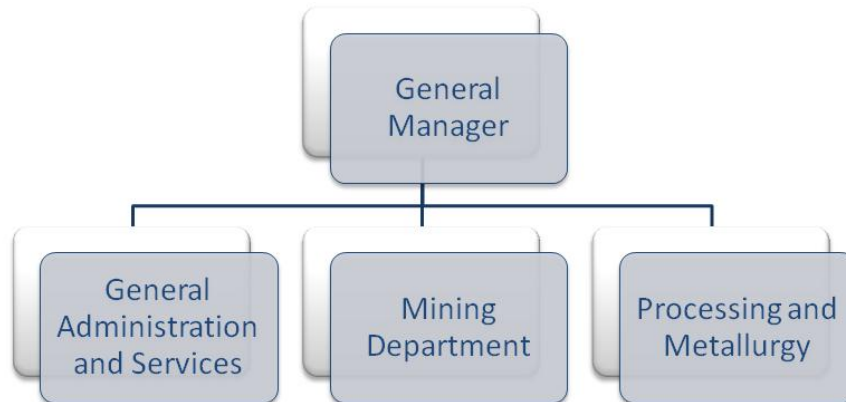 General
Manager
General
Administration
and Services
Mining
Department
Processing and
Metallurgy